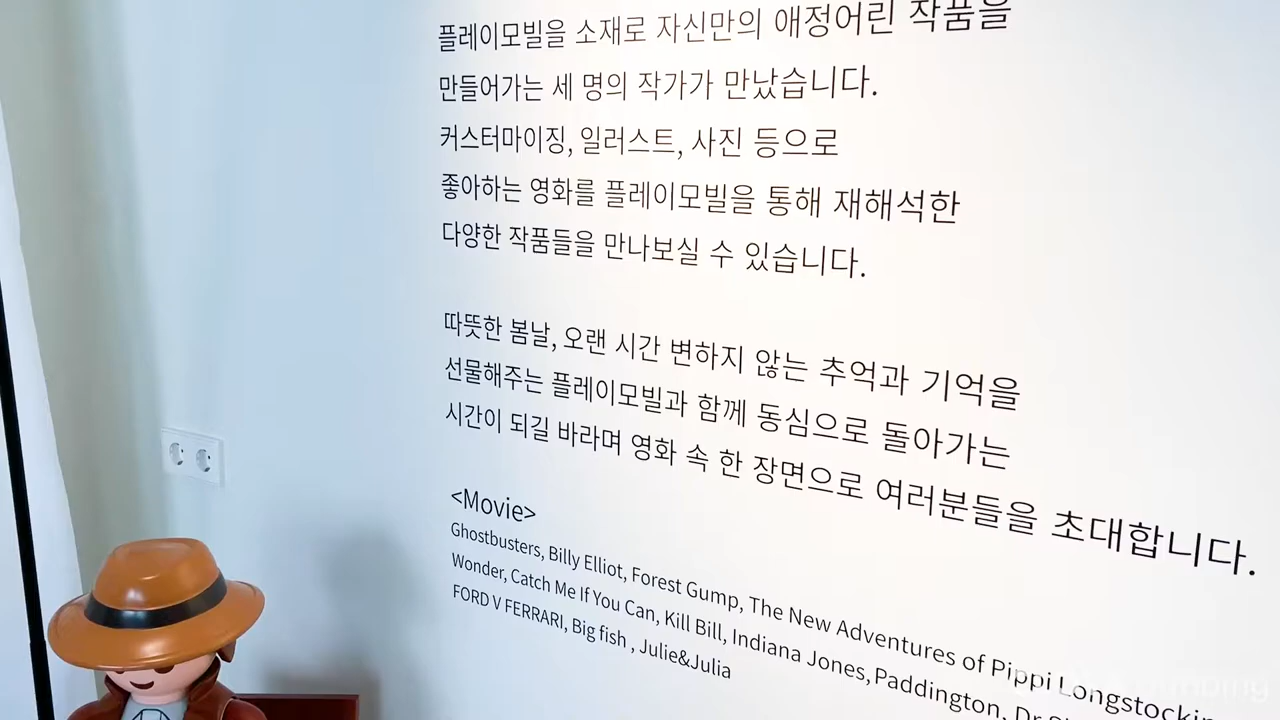 플레이모빌을 소재로 자신만의 애정어린 작품을
만들어가는 세 명의 작가가 만났습니다.
커스터마이징, 일러스트, 사진 등으로
좋아하는 영화를 플레이모빌을 통해 재해석한
다양한 작품들을 만나보실 수 있습니다.
따뜻한 봄날, 오랜 시간 변하지 않는 추억과 기억을
선물해주는 플레이모빌과 함께 동심으로 돌아가는
시간이 되길 바라며 영화 속 한 장면으로 여러분들을 초대합니다.
<Movie>
Ghostbusters, Billy Elliot, Forest Gump, The New Adventures of Pippi Longstockin
Wonder, Catch Me If You Can, Kill Bill, Indiana Jones, Paddington, Dr
FORD V FERRARI, Big fish , Julie&Julia